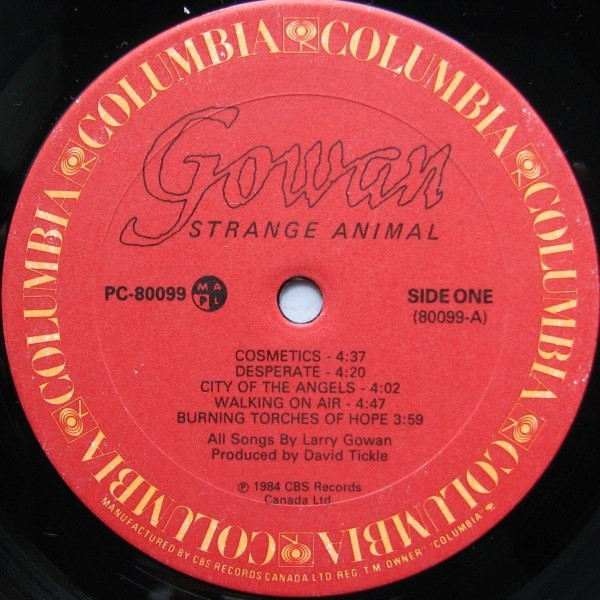 COLUMBIA COLUMBIA COLUMBIA COLUMBIA COLUMBIA COLUMBIA COLUMBIA COLUMBIA
Gowan
STRANGE ANIMAL
PC-80099 MAPL
SIDE ONE
(80099-A)
COSMETICS - 4:37
DESPERATE - 4:20
CITY OF THE ANGELS - 4:02
WALKING ON AIR - 4:47
BURNING TORCHES OF HOPE 3:59
All Songs By Larry Gowan
Produced by David Tickle
℗ 1984 CBS Records
Canada Ltd.
MANUFACTURED BY CBS RECORDS CANADA LTD REG. T.M. OWNER "COLUMBIA"